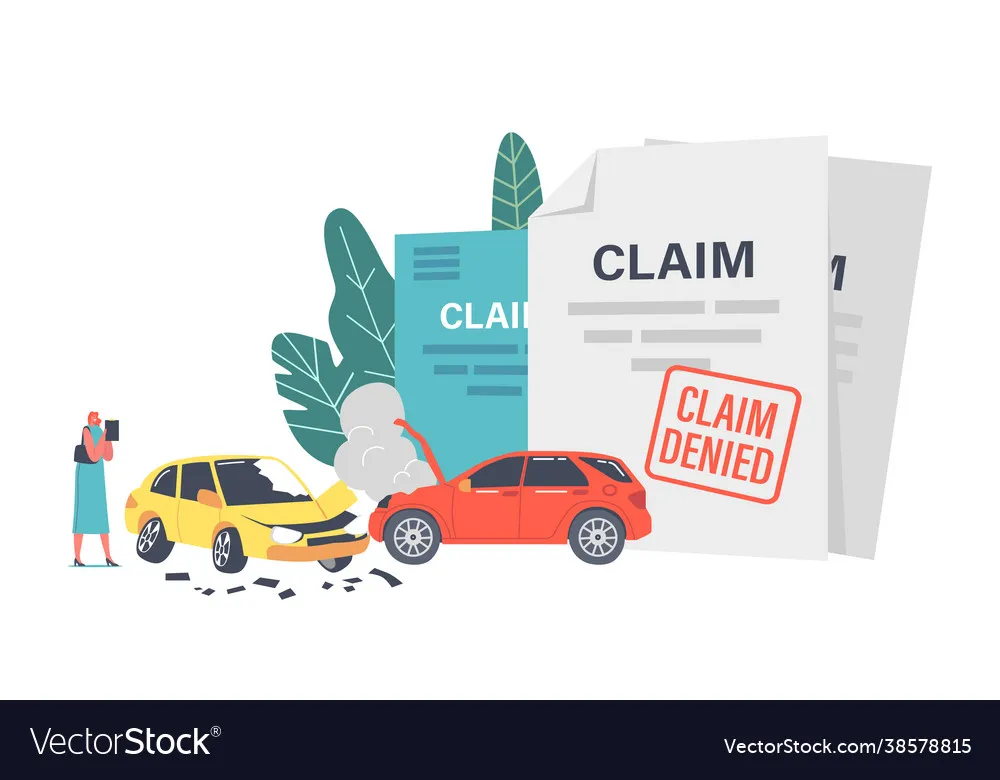 CLAIM
CLAI
M
CLAIM
DENIED
VectorStock®
VectorStock.com/38578815